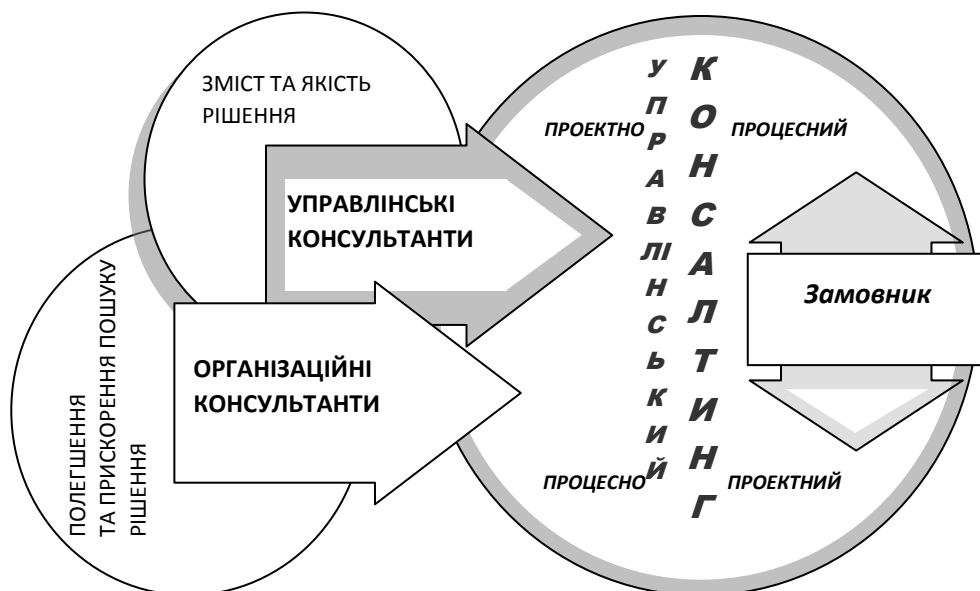 ЗМІСТ ТА ЯКІСТЬ
РІШЕННЯ
УПРАВЛІНСЬКІ
КОНСУЛЬТАНТИ
ПОЛЕГШЕННЯ
ТА ПРИСКОРЕННЯ ПОШУКУ
РІШЕННЯ
ОРГАНІЗАЦІЙНІ
КОНСУЛЬТАНТИ
УПРАВЛІНСЬКИЙ
КОНСАЛТИНГ
ПРОЕКТНО
ПРОЦЕСНИЙ
Замовник
ПРОЦЕСНО
ПРОЕКТНИЙ